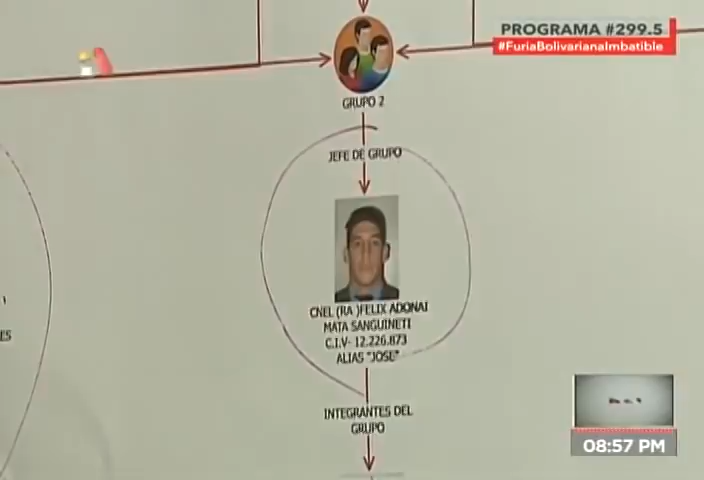 PROGRAMA #299.5
#FuriaBolivarianaImbatible
GRUPO 2
JEFE DE GRUPO
CNEL (RA )FELIX ADONAI
MATA SANGUINETI
C.I.V- 12.226.873
ALIAS "JOSE"
INTEGRANTES DEL
GRUPO
ES
08:57 PM